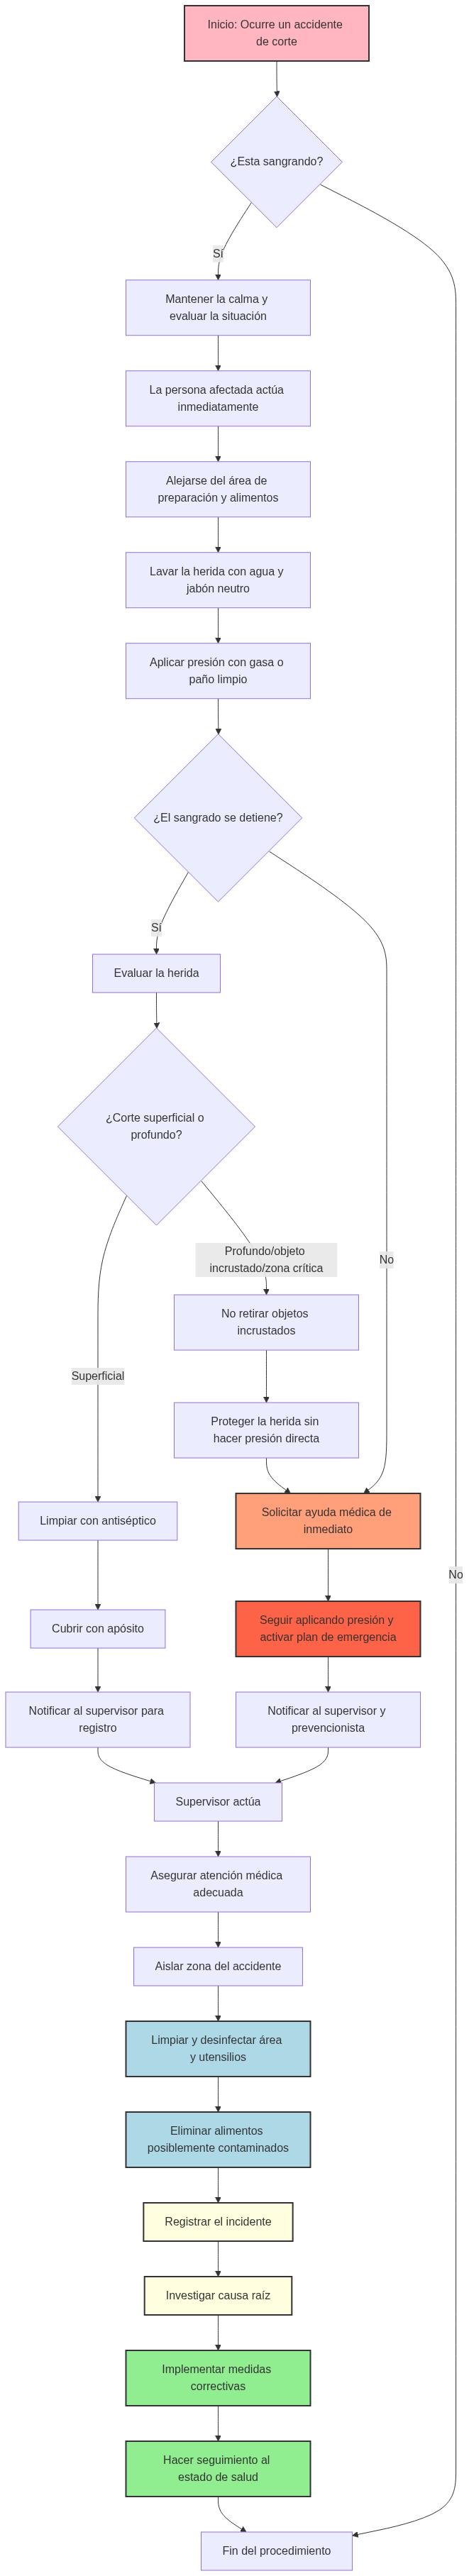 Inicio: Ocurre un accidente
de corte
¿Esta sangrando?
Sí
Mantener la calma y
evaluar la situación
La persona afectada actúa
inmediatamente
Alejarse del área de
preparación y alimentos
Lavar la herida con agua y
jabón neutro
Aplicar presión con gasa o
paño limpio
¿El sangrado se detiene?
Sí
Evaluar la herida
¿Corte superficial o
profundo?
Profundo/objeto
incrustado/zona crítica
No
No retirar objetos
incrustados
Superficial
Proteger la herida sin
hacer presión directa
Limpiar con antiséptico
Solicitar ayuda médica de
inmediato
No
Cubrir con apósito
Seguir aplicando presión y
activar plan de emergencia
Notificar al supervisor para
registro
Notificar al supervisor y
prevencionista
Supervisor actúa
Asegurar atención médica
adecuada
Aislar zona del accidente
Limpiar y desinfectar área
y utensilios
Eliminar alimentos
posiblemente contaminados
Registrar el incidente
Investigar causa raíz
Implementar medidas
correctivas
Hacer seguimiento al
estado de salud
Fin del procedimiento